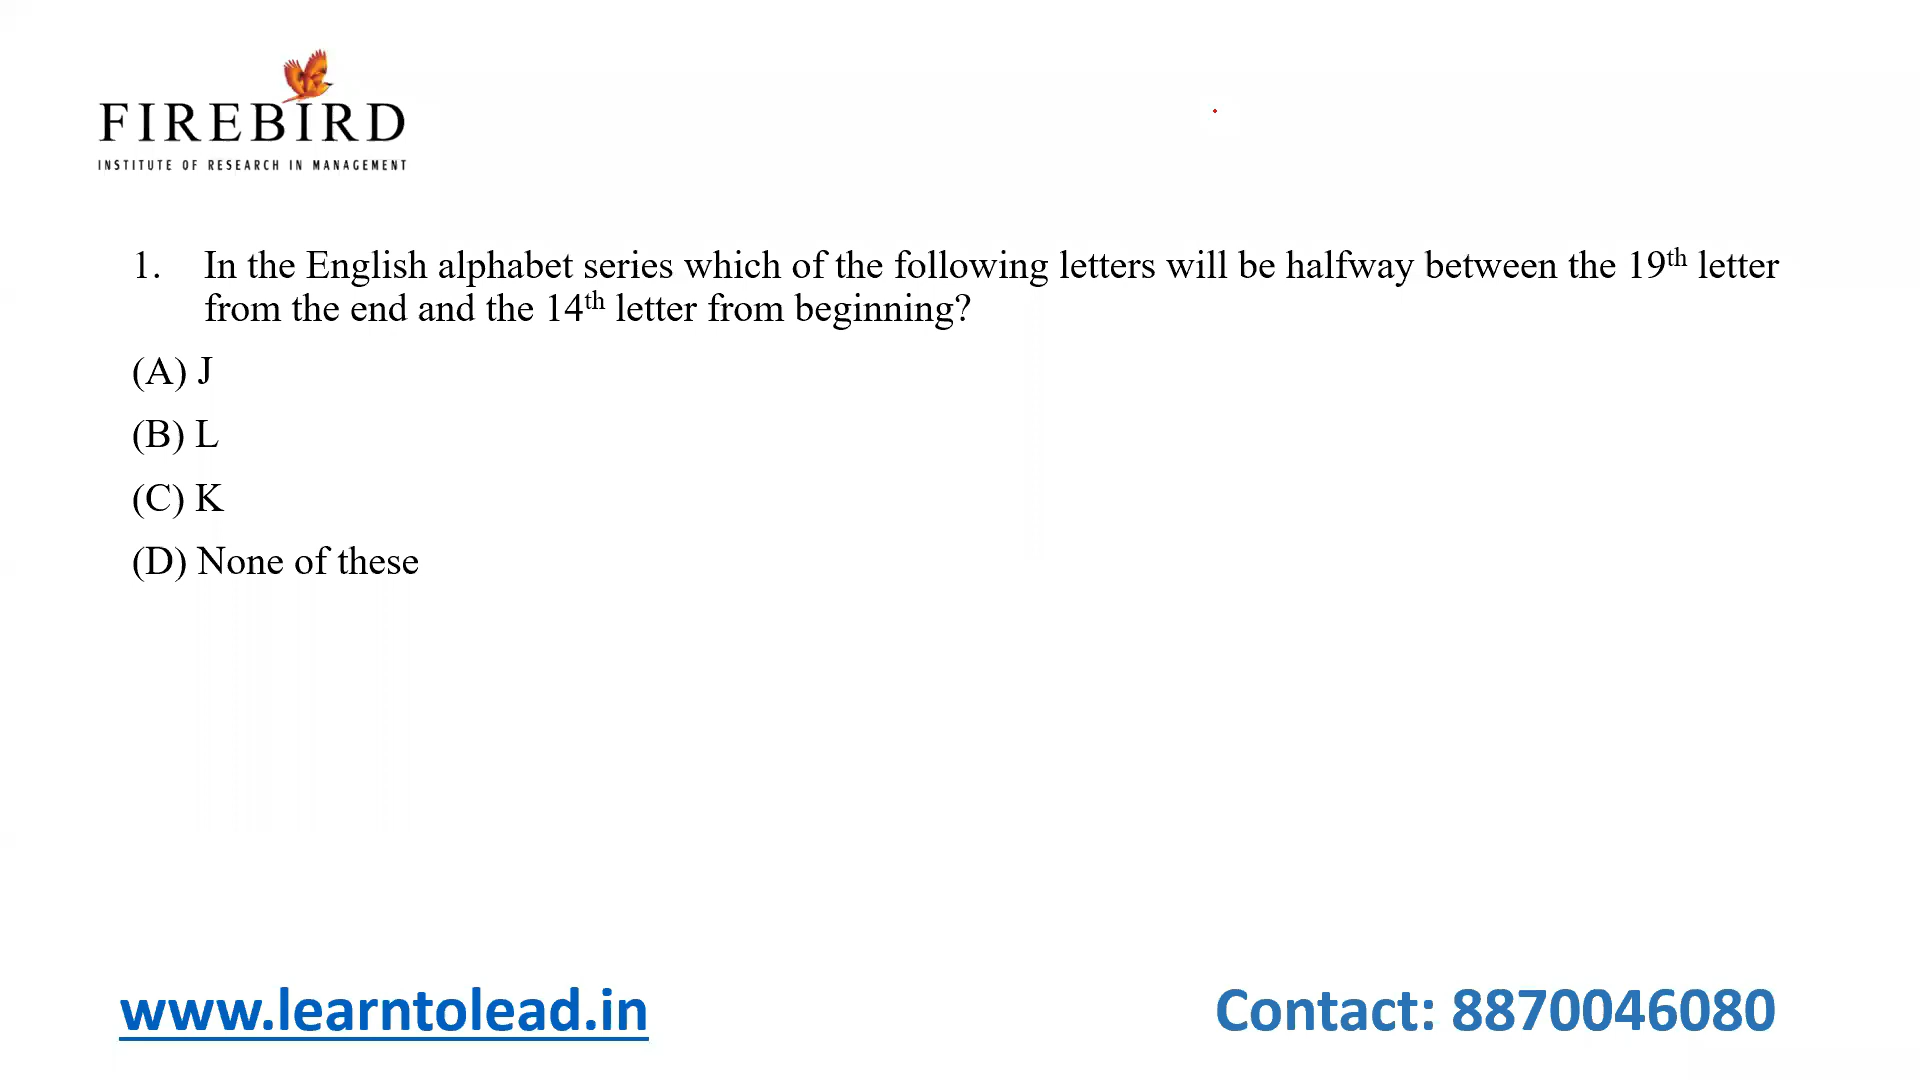 FIREBIRD
INSTITUTE OF RESEARCH IN MANAGEMENT
1. In the English alphabet series which of the following letters will be halfway between the 19th letter
from the end and the 14th letter from beginning?
(A) J
(B) L
(C) K
(D) None of these
www.learntolead.in
Contact: 8870046080